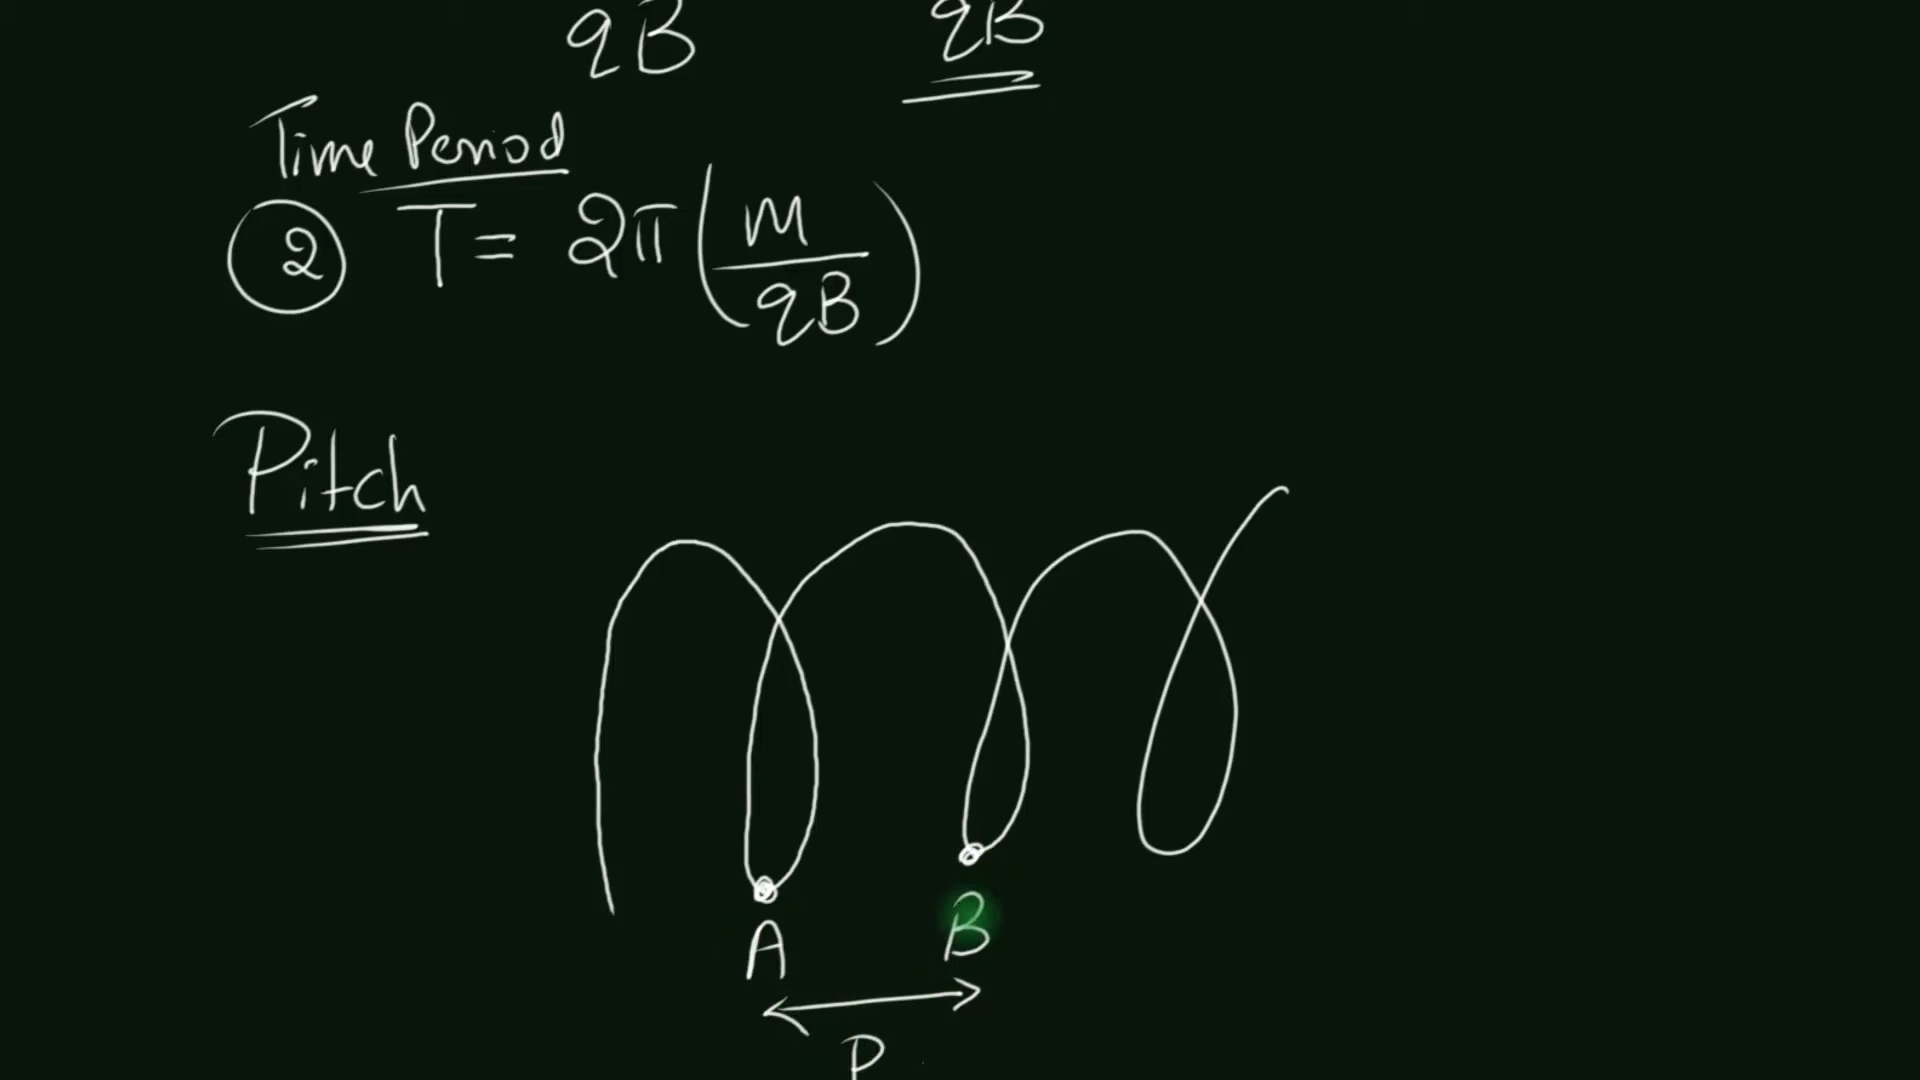 qB qB
Time Period
② T = 2π(m/qB)
Pitch
A B
P